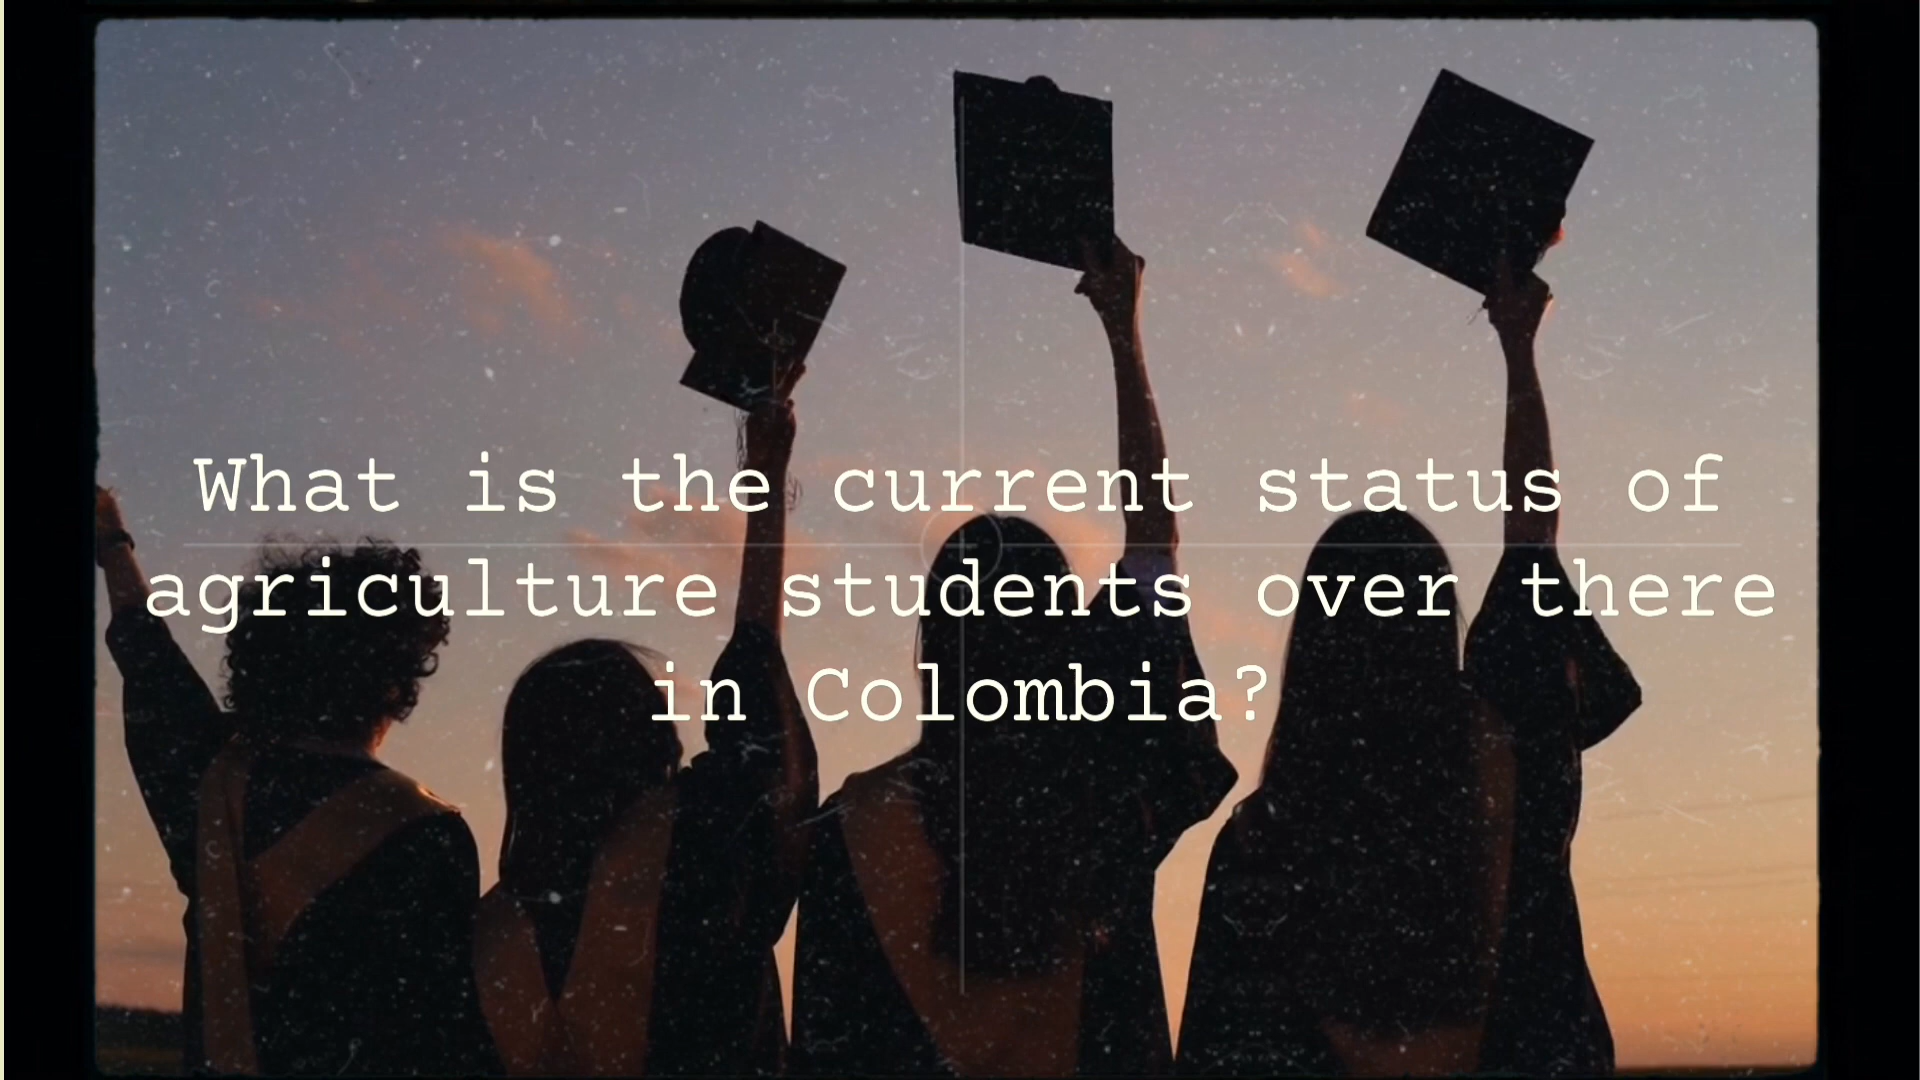 What is the current status of
agriculture students over there
in Colombia?